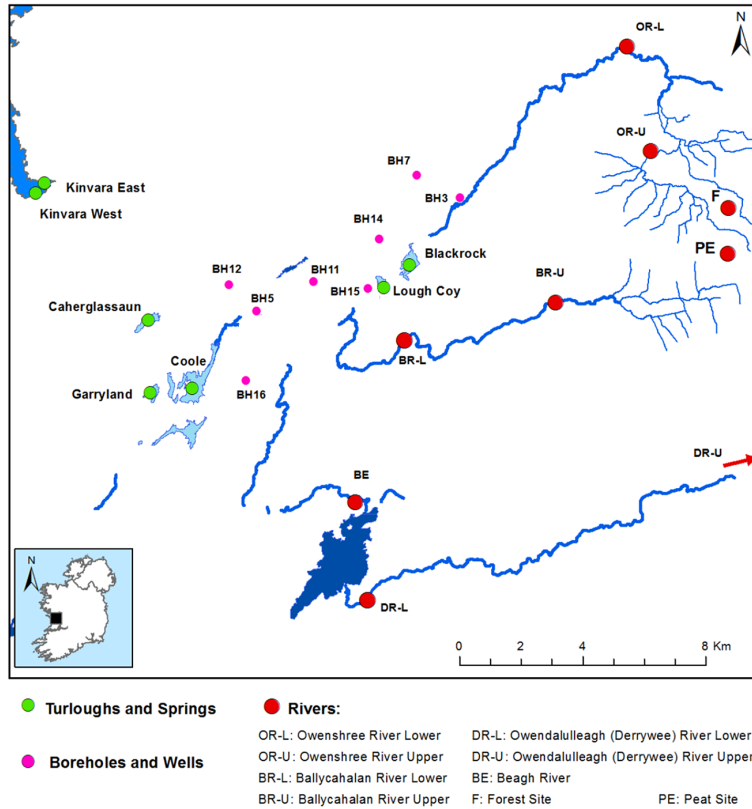 N
OR-L
OR-U
BH7
Kinvara East
BH3
F
Kinvara West
BH14
PE
Blackrock
BH12
BH11
BR-U
BH15
Lough Coy
BH5
Caherglassaun
Coole
BR-L
Garryland
BH16
DR-U
BE
N
DR-L
0 2 4 8 Km
Turloughs and Springs
Rivers:
OR-L: Owenshree River Lower
DR-L: Owendalulleagh (Derrywee) River Lower
OR-U: Owenshree River Upper
DR-U: Owendalulleagh (Derrywee) River Upper
Boreholes and Wells
BR-L: Ballycahalan River Lower
BE: Beagh River
BR-U: Ballycahalan River Upper
F: Forest Site
PE: Peat Site